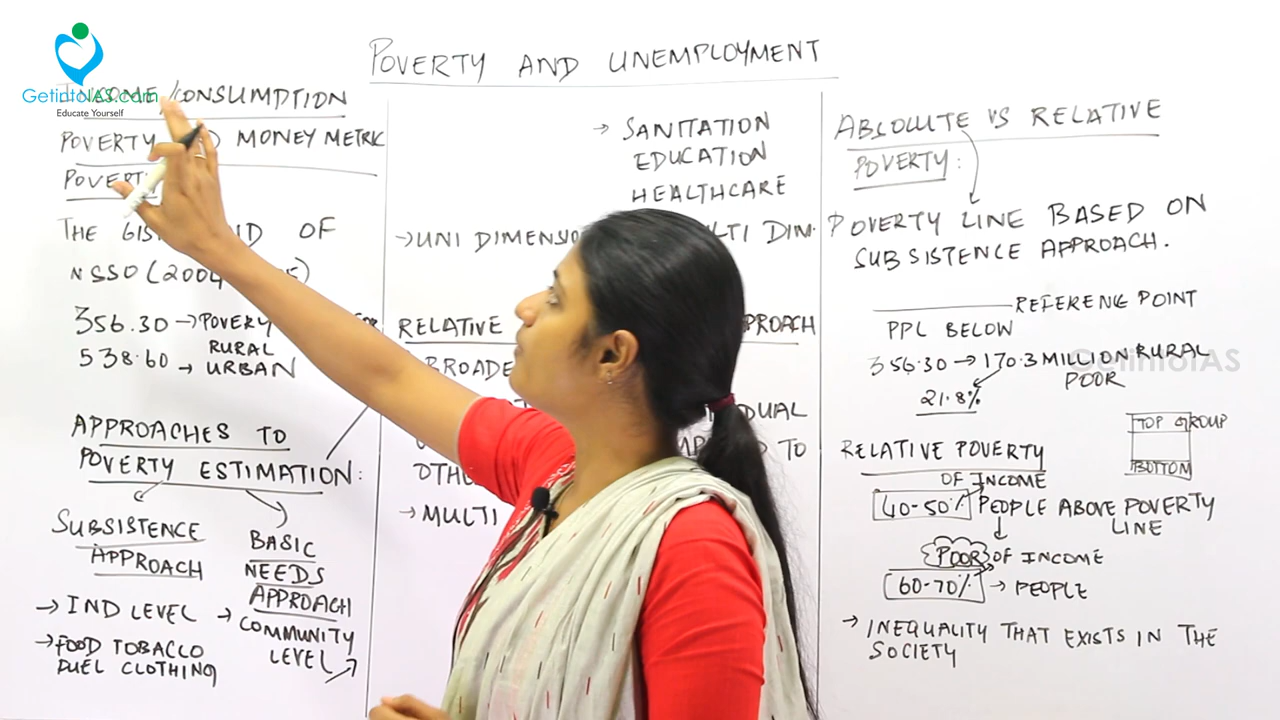 GetintoIAS.com
Educate Yourself
POVERTY AND UNEMPLOYMENT
INCOME/CONSUMPTION
POVERTY MONEY METRIC
POVERTY
THE 61ST OF
NSSO (2004
356.30 → POVERY
RURAL
538.60 → URBAN
APPROACHES TO
POVERTY ESTIMATION:
SUBSISTENCE
APPROACH
→ IND LEVEL
→ FOOD TOBACCO
FUEL CLOTHING
BASIC
NEEDS
APPROACH
→ COMMUNITY
LEVEL
→ SANITATION
EDUCATION
HEALTHCARE
→ UNI DIMENSIO LTI DIM.
RELATIVE PROACH
BROADE
DUAL
TO
OTHE
→ MULTI
ABSOLUTE VS RELATIVE
POVERTY:
POVERTY LINE BASED ON
SUBSISTENCE APPROACH.
REFERENCE POINT
PPL BELOW
356.30 → 170.3 MILLION RURAL
POOR
21.8%
GetintoIAS
TOP GROUP
BOTTOM
RELATIVE POVERTY
OF INCOME
40-50% PEOPLE ABOVE POVERTY
LINE
POOR OF INCOME
60-70% → PEOPLE
→ INEQUALITY THAT EXISTS IN THE
SOCIETY